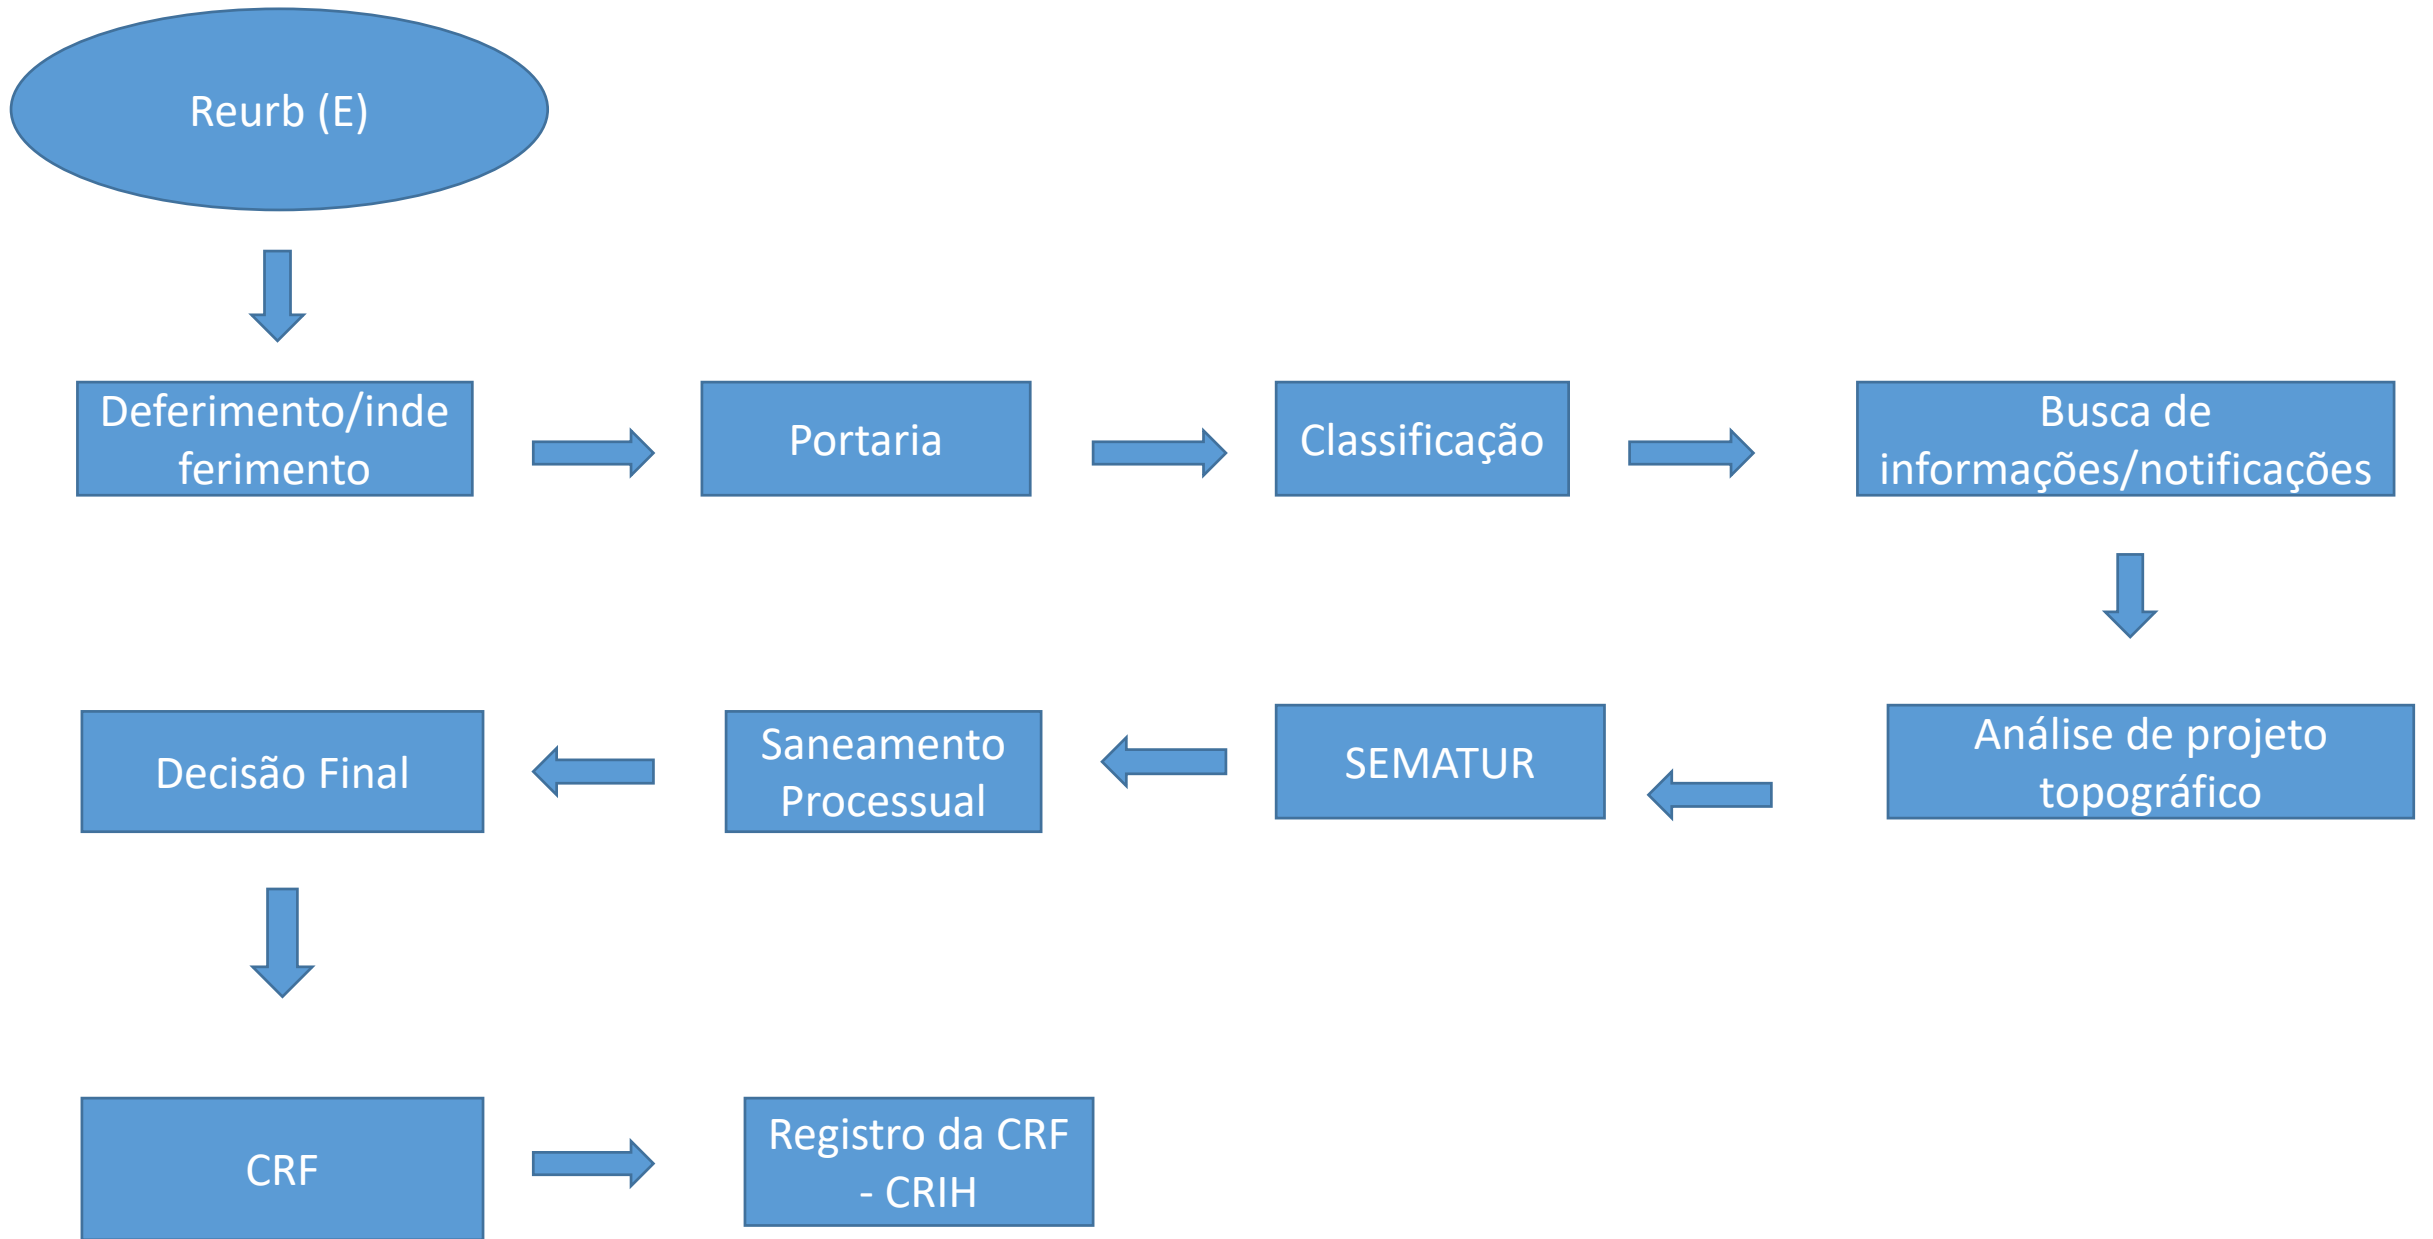 Reurb (E)
Deferimento/inde
ferimento
Portaria
Classificação
Busca de
informações/notificações
Análise de projeto
topográfico
SEMATUR
Saneamento
Processual
Decisão Final
CRF
Registro da CRF
- CRIH